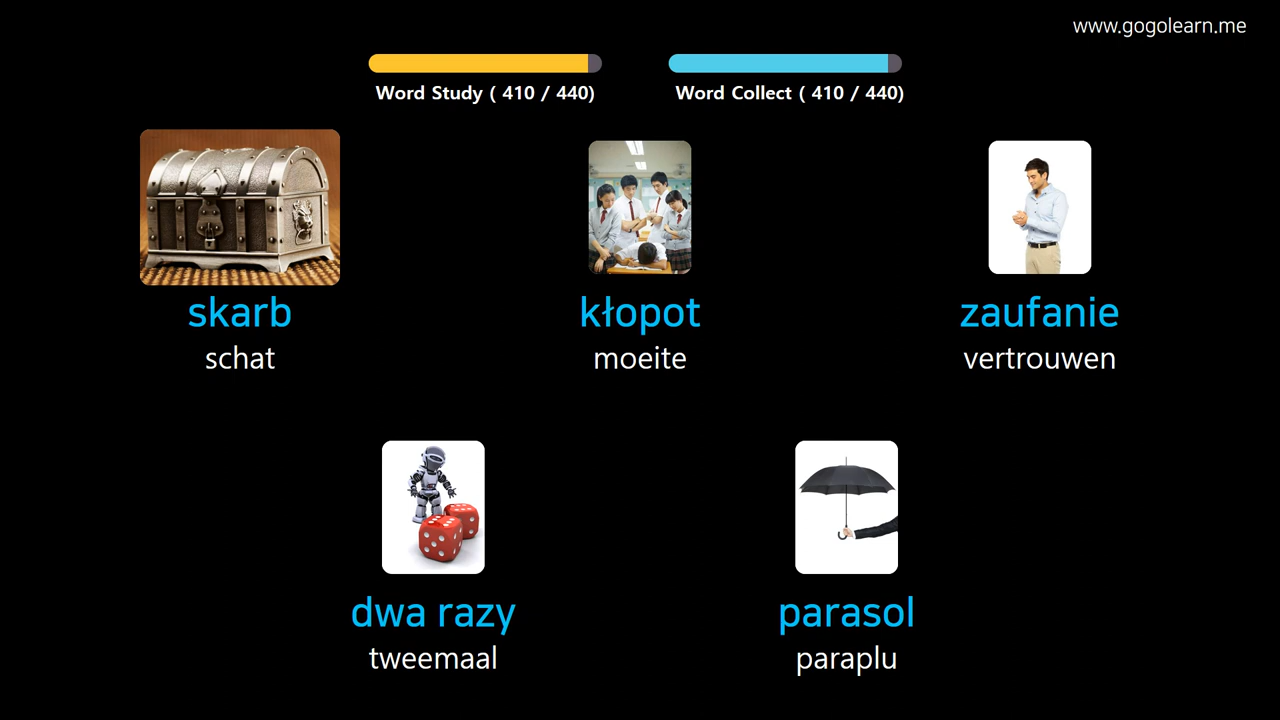 www.gogolearn.me
Word Study ( 410 / 440)
Word Collect ( 410 / 440)
skarb
schat
kłopot
moeite
zaufanie
vertrouwen
dwa razy
tweemaal
parasol
paraplu